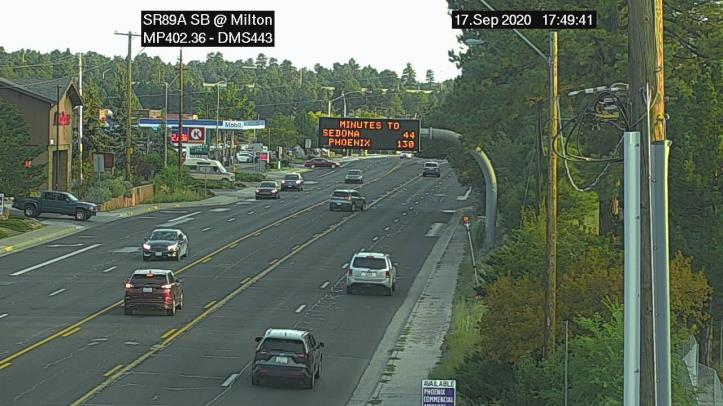 SR89A SB @ Milton
MP402.36 - DMS443
17.Sep 2020 17:49:41
MINUTES TO
SEDONA 44
PHOENIX 130
Mobil
AVAILABLE
PHOENIX
COMMERCIAL